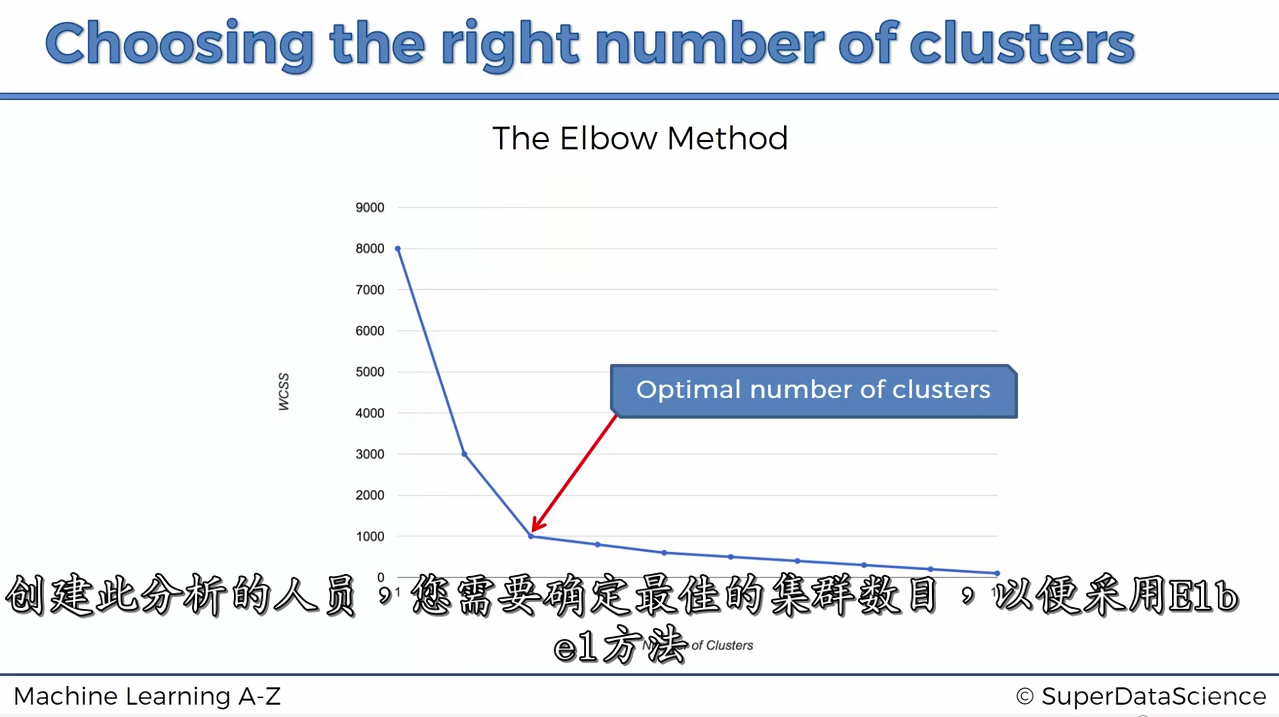 Choosing the right number of clusters
The Elbow Method
9000
8000
7000
6000
5000
4000
3000
2000
1000
0
WCSS
Optimal number of clusters
1
创建此分析的人员，您需要确定最佳的集群数目，以便采用Elb
el方法
of Clusters
Machine Learning A-Z
© SuperDataScience